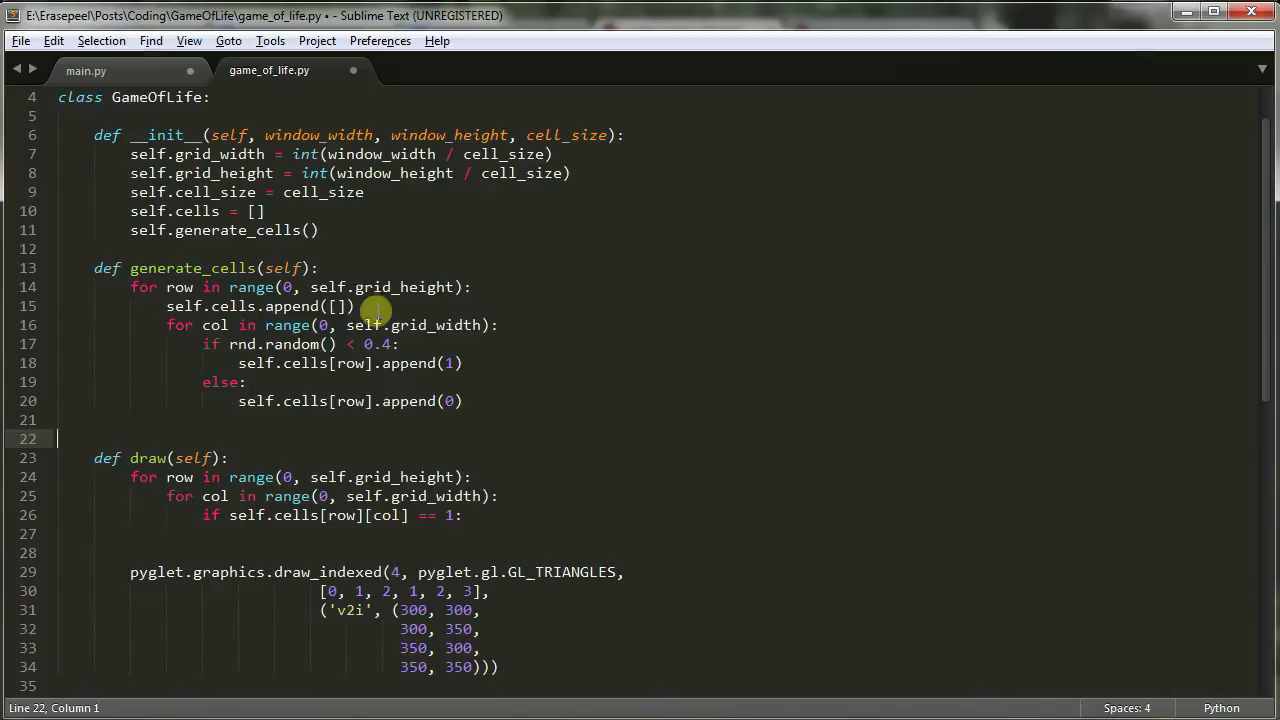 E:\Erasepeel\Posts\Coding\GameOfLife\game_of_life.py • - Sublime Text (UNREGISTERED)
File Edit Selection Find View Goto Tools Project Preferences Help
main.py game_of_life.py
4 class GameOfLife:
5
6 def __init__(self, window_width, window_height, cell_size):
7 self.grid_width = int(window_width / cell_size)
8 self.grid_height = int(window_height / cell_size)
9 self.cell_size = cell_size
10 self.cells = []
11 self.generate_cells()
12
13 def generate_cells(self):
14 for row in range(0, self.grid_height):
15 self.cells.append([])
16 for col in range(0, self.grid_width):
17 if rnd.random() < 0.4:
18 self.cells[row].append(1)
19 else:
20 self.cells[row].append(0)
21
22
23 def draw(self):
24 for row in range(0, self.grid_height):
25 for col in range(0, self.grid_width):
26 if self.cells[row][col] == 1:
27
28
29 pyglet.graphics.draw_indexed(4, pyglet.gl.GL_TRIANGLES,
30 [0, 1, 2, 1, 2, 3],
31 ('v2i', (300, 300,
32 300, 350,
33 350, 300,
34 350, 350)))
35
Line 22, Column 1 Spaces: 4 Python